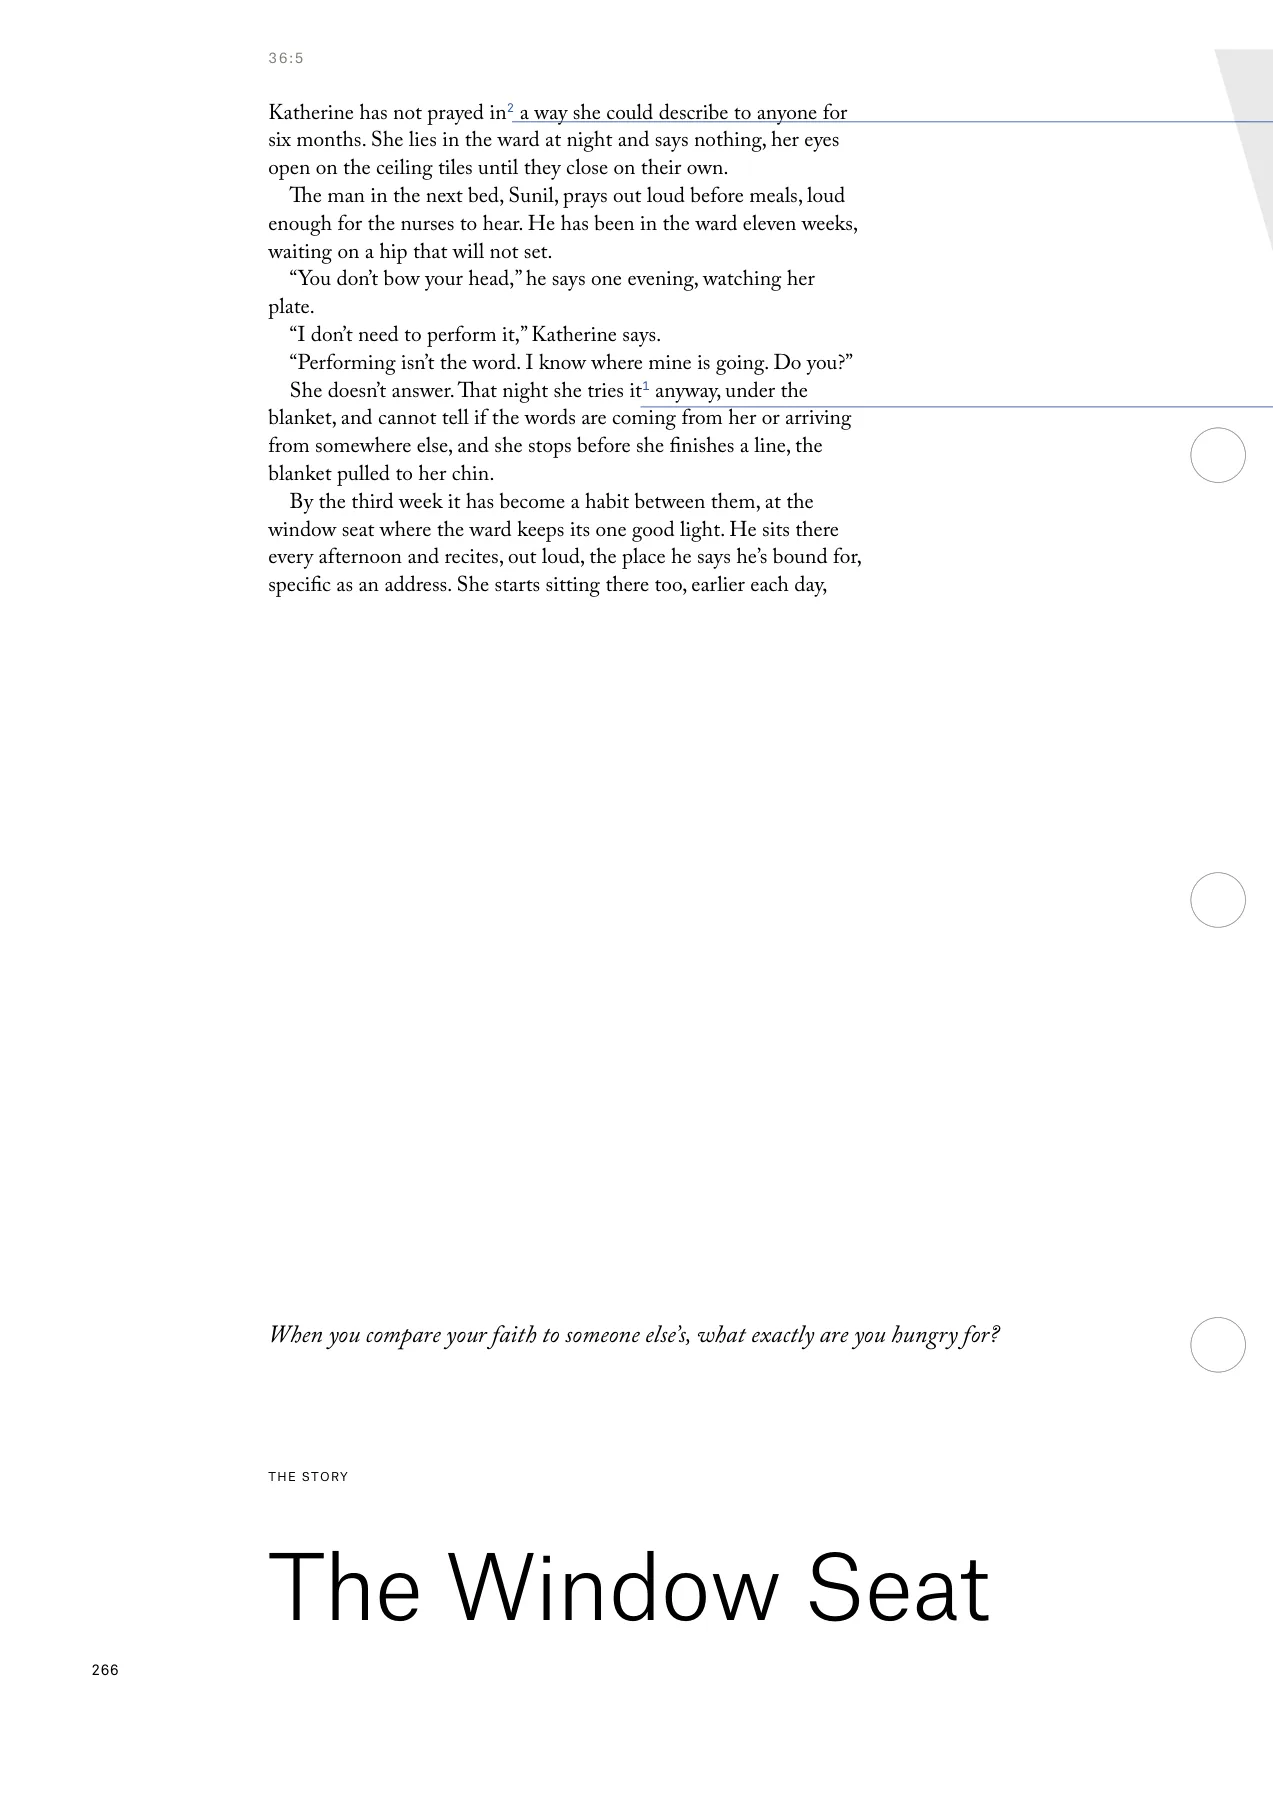 36:5
Katherine has not prayed in² a way she could describe to anyone for
six months. She lies in the ward at night and says nothing, her eyes
open on the ceiling tiles until they close on their own.
The man in the next bed, Sunil, prays out loud before meals, loud
enough for the nurses to hear. He has been in the ward eleven weeks,
waiting on a hip that will not set.
“You don’t bow your head,” he says one evening, watching her
plate.
“I don’t need to perform it,” Katherine says.
“Performing isn’t the word. I know where mine is going. Do you?”
She doesn’t answer. That night she tries it¹ anyway, under the
blanket, and cannot tell if the words are coming from her or arriving
from somewhere else, and she stops before she finishes a line, the
blanket pulled to her chin.
By the third week it has become a habit between them, at the
window seat where the ward keeps its one good light. He sits there
every afternoon and recites, out loud, the place he says he’s bound for,
specific as an address. She starts sitting there too, earlier each day,
When you compare your faith to someone else’s, what exactly are you hungry for?
THE STORY
The Window Seat
266